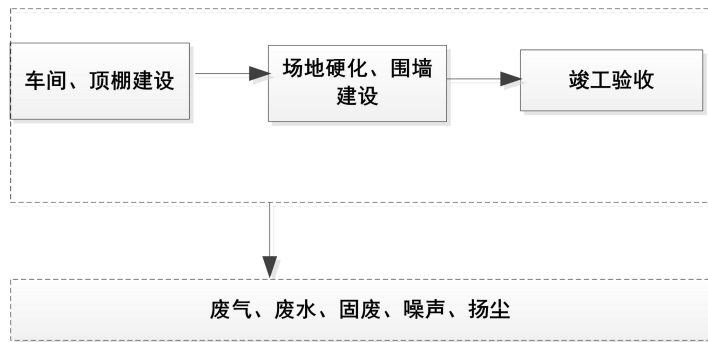 车间、顶棚建设
场地硬化、围墙
建设
竣工验收
废气、废水、固废、噪声、扬尘